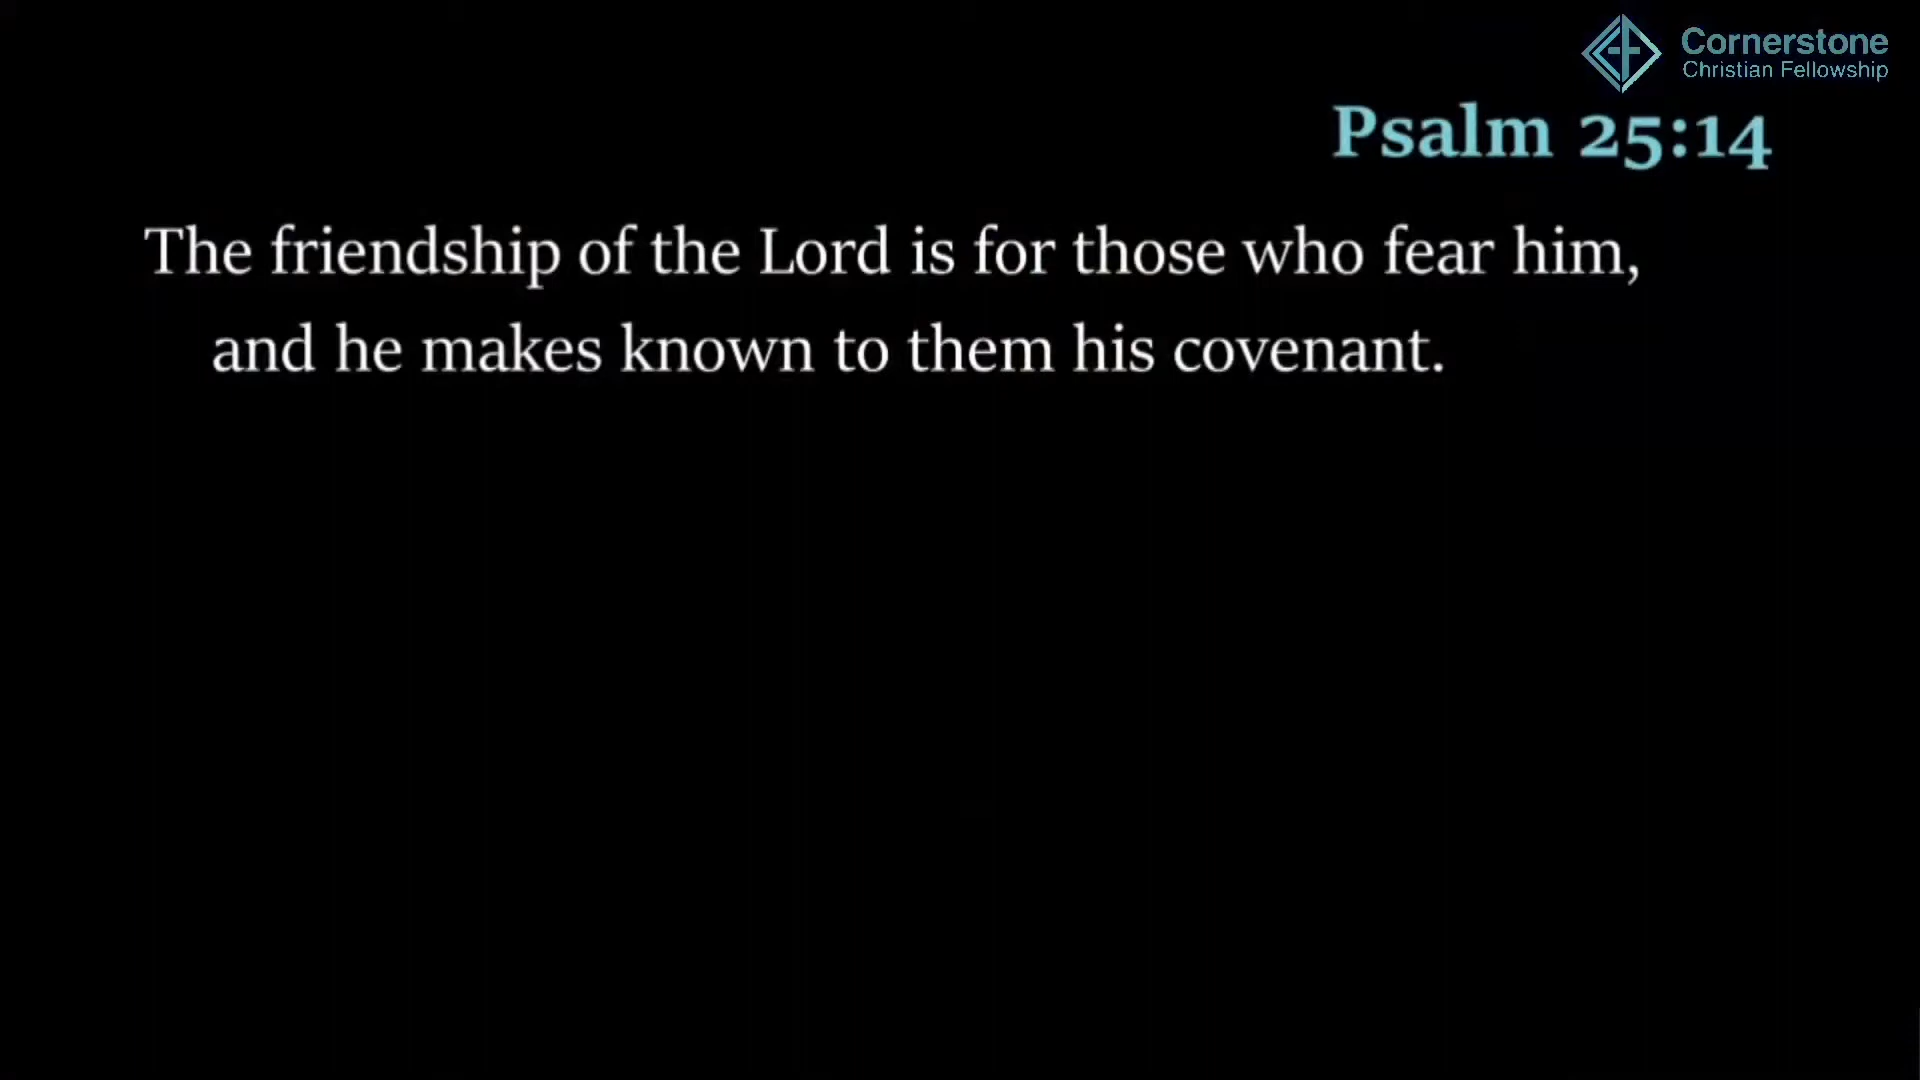 Cornerstone
Christian Fellowship
Psalm 25:14
The friendship of the Lord is for those who fear him,
and he makes known to them his covenant.